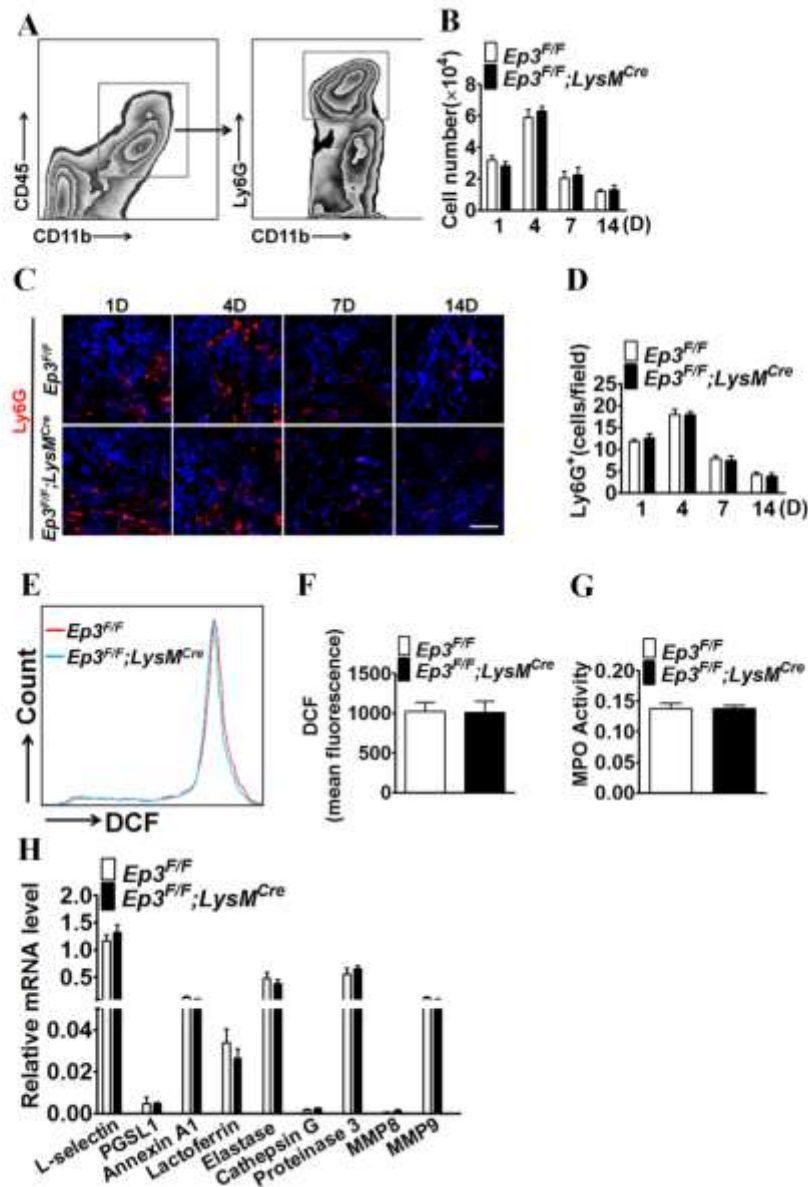 A
CD45
CD11b
Ly6G
CD11b
B
Ep3F/F
Ep3F/F;LysMCre
Cell number(×10⁴)
8
6
4
2
0
1 4 7 14 (D)
C
1D 4D 7D 14D
Ly6G
Ep3F/F
Ep3F/F;LysMCre
D
Ep3F/F
Ep3F/F;LysMCre
Ly6G⁺(cells/field)
25
20
15
10
5
0
1 4 7 14 (D)
E
Ep3F/F
Ep3F/F;LysMCre
Count
DCF
F
Ep3F/F
Ep3F/F;LysMCre
DCF
(mean fluorescence)
1500
1000
500
0
G
Ep3F/F
Ep3F/F;LysMCre
MPO Activity
0.20
0.15
0.10
0.05
0.00
H
Ep3F/F
Ep3F/F;LysMCre
Relative mRNA level
2.0
1.5
1.0
0.5
0.04
0.02
0.00
L-selectin
PGSL1
Annexin A1
Lactoferrin
Elastase
Cathepsin G
Proteinase 3
MMP8
MMP9